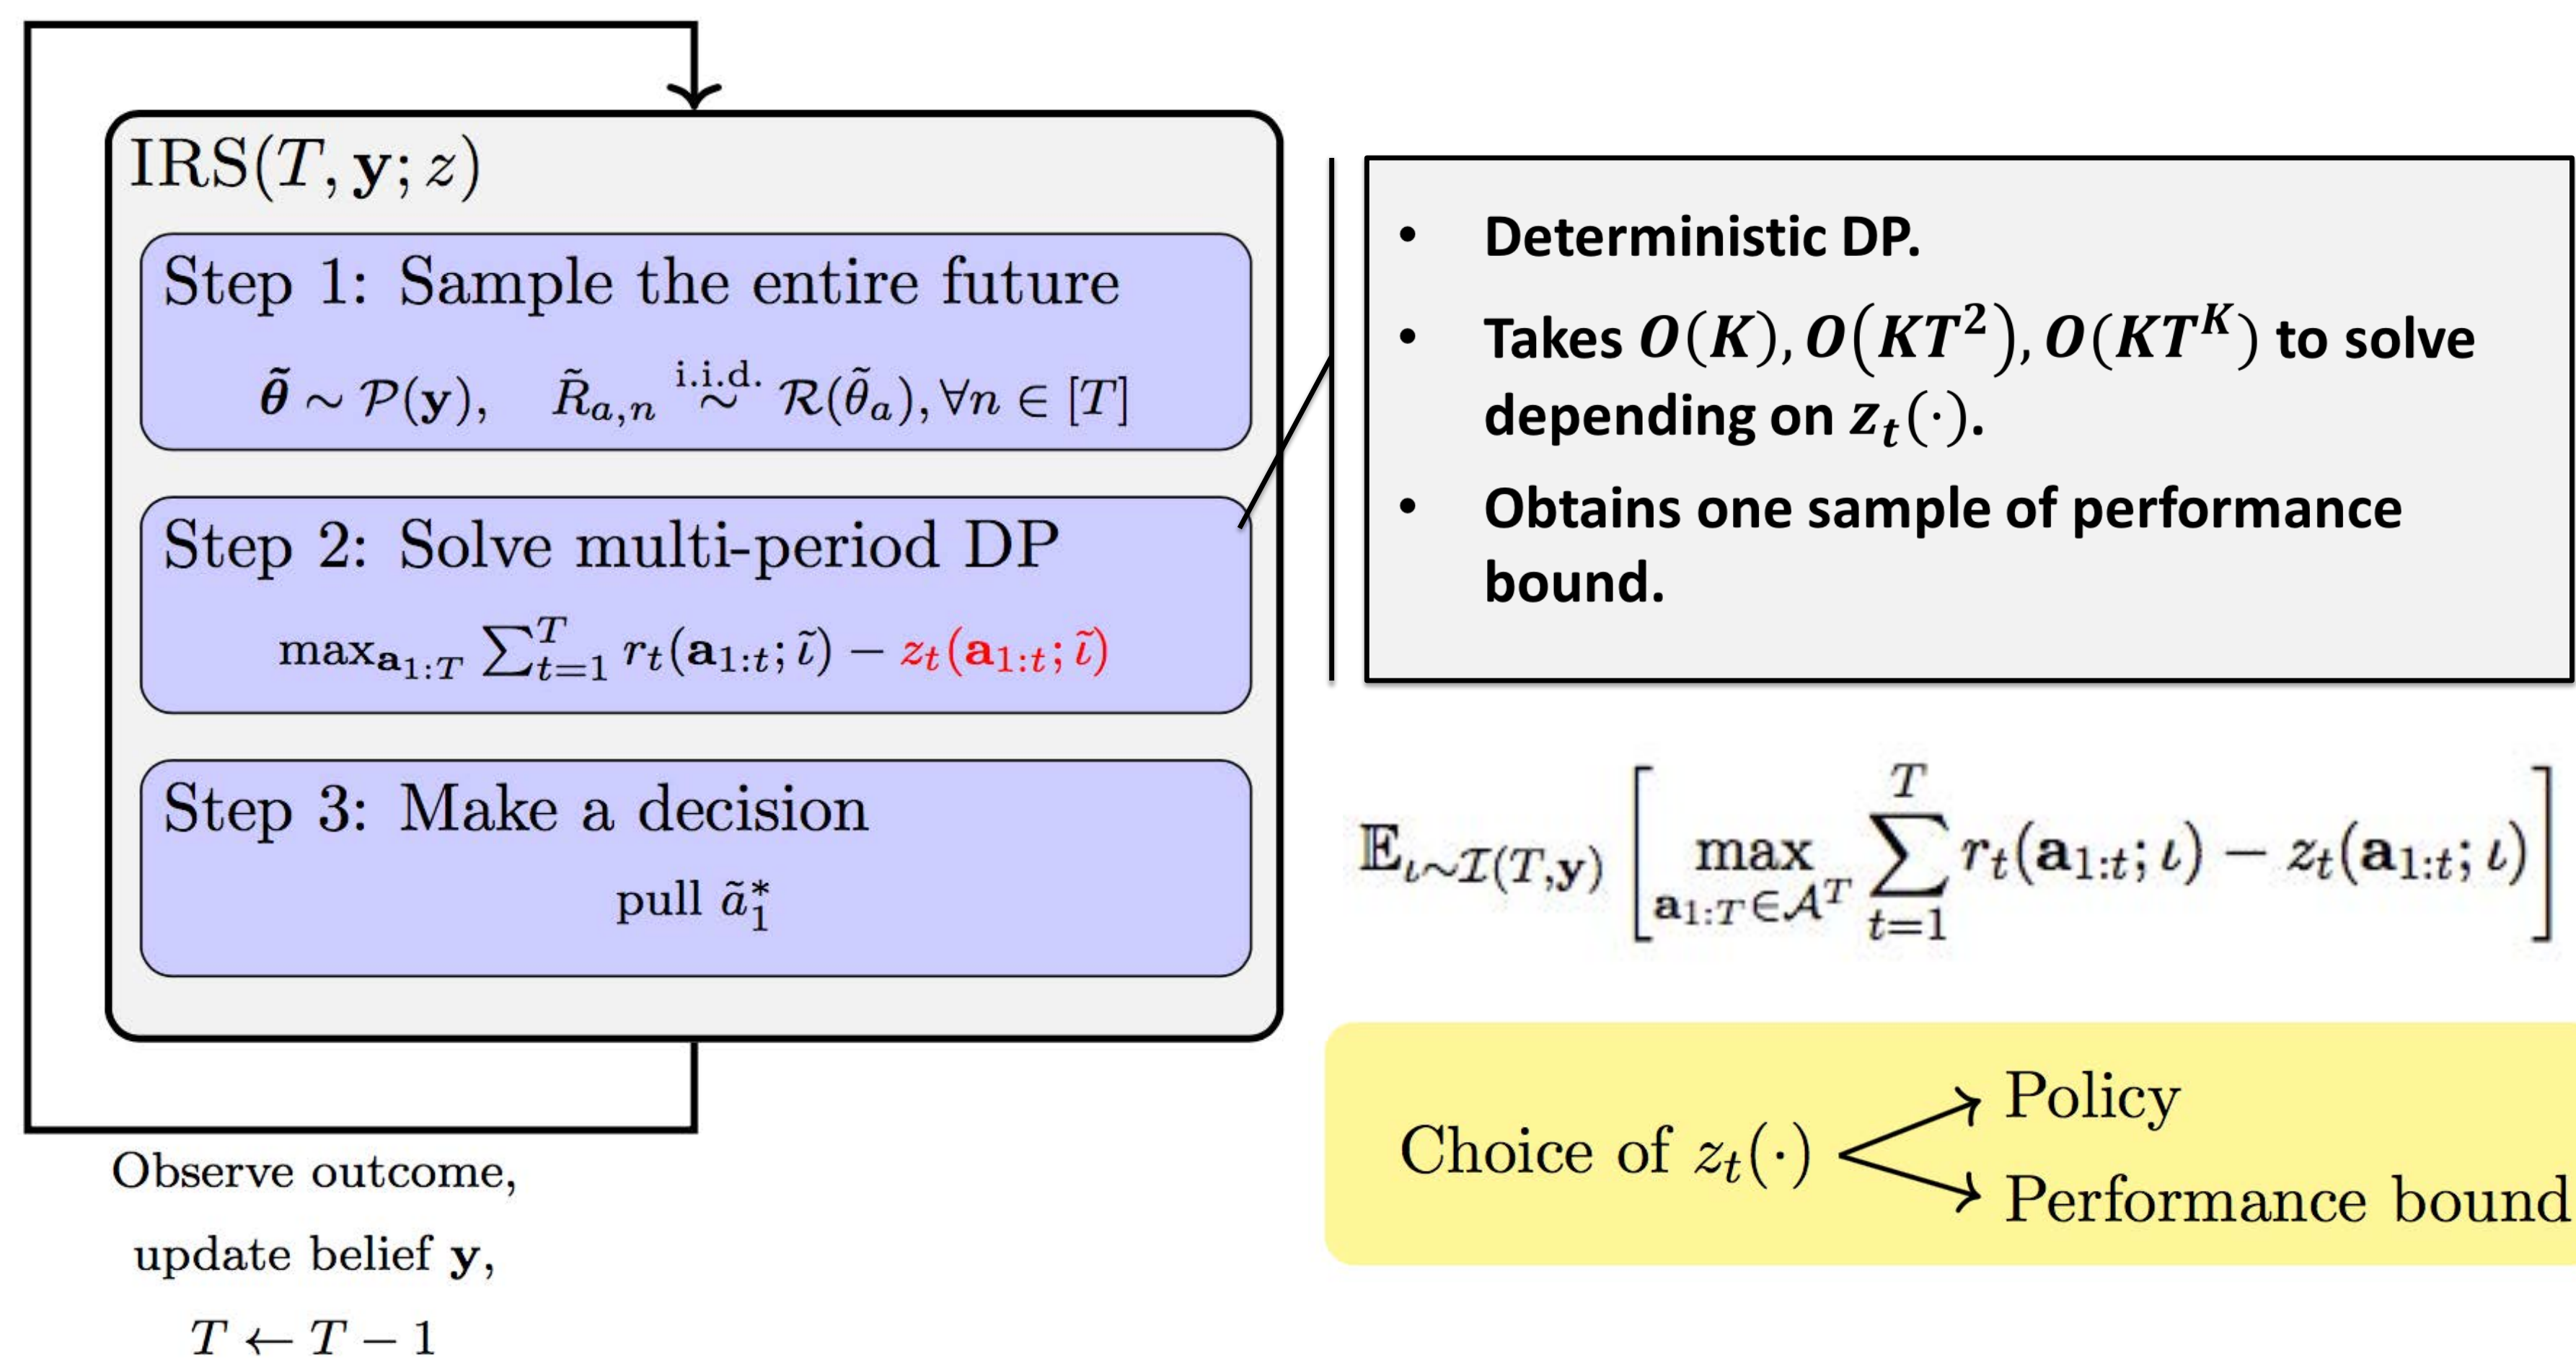 IRS(T, y; z)
Step 1: Sample the entire future
θ̃ ∼ P(y), R̃_{a,n} i.i.d. ∼ R(θ̃_a), ∀n ∈ [T]
Step 2: Solve multi-period DP
max_{a_{1:T}} ∑_{t=1}^{T} r_t(a_{1:t}; ι̃) − z_t(a_{1:t}; ι̃)
Step 3: Make a decision
pull ã_1^*
Observe outcome,
update belief y,
T ← T − 1
• Deterministic DP.
• Takes O(K), O(KT²), O(KT^K) to solve
depending on z_t(·).
• Obtains one sample of performance
bound.
𝔼_{ι∼I(T,y)} [ max_{a_{1:T}∈A^T} ∑_{t=1}^{T} r_t(a_{1:t}; ι) − z_t(a_{1:t}; ι) ]
Choice of z_t(·)
Policy
Performance bound